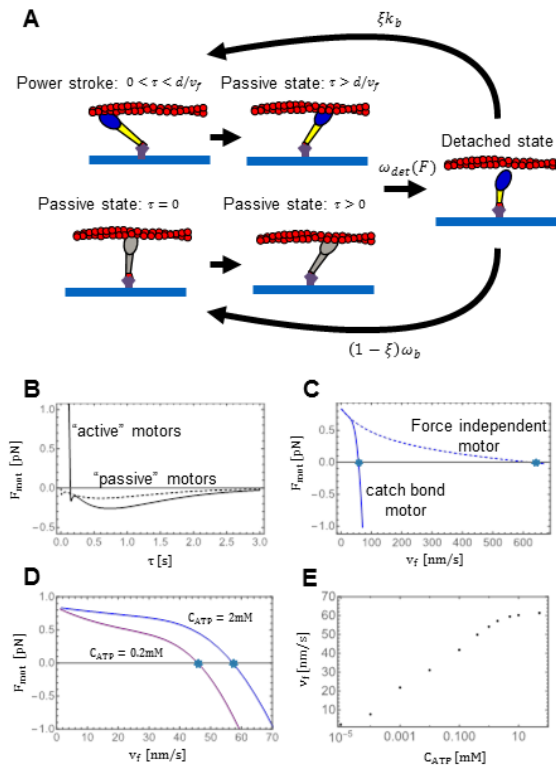 A
ξk_b
Power stroke: 0 < τ < d/v_f
Passive state: τ > d/v_f
Detached state
ω_det(F)
Passive state: τ = 0
Passive state: τ > 0
(1 − ξ)ω_b
B
1.0
0.5
0.0
-0.5
F_mot [pN]
"active" motors
"passive" motors
0.0 0.5 1.0 1.5 2.0 2.5 3.0
τ [s]
C
1.0
0.5
0.0
-0.5
-1.0
F_mot [pN]
Force independent
motor
catch bond
motor
0 100 200 300 400 500 600
v_f [nm/s]
D
1.0
0.5
0.0
-0.5
-1.0
F_mot [pN]
C_ATP = 2mM
C_ATP = 0.2mM
0 10 20 30 40 50 60 70
v_f [nm/s]
E
70
60
50
40
30
20
10
v_f [nm/s]
10⁻⁵ 0.001 0.100 10
C_ATP [mM]